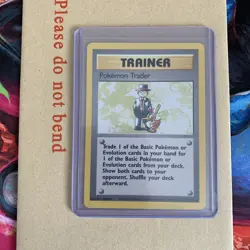 Please do not bend
TRAINER
Pokémon Trader
Trade 1 of the Basic Pokémon or
Evolution cards in your hand for
1 of the Basic Pokémon or
Evolution cards from your deck.
Show both cards to your
opponent. Shuffle your deck
afterward.